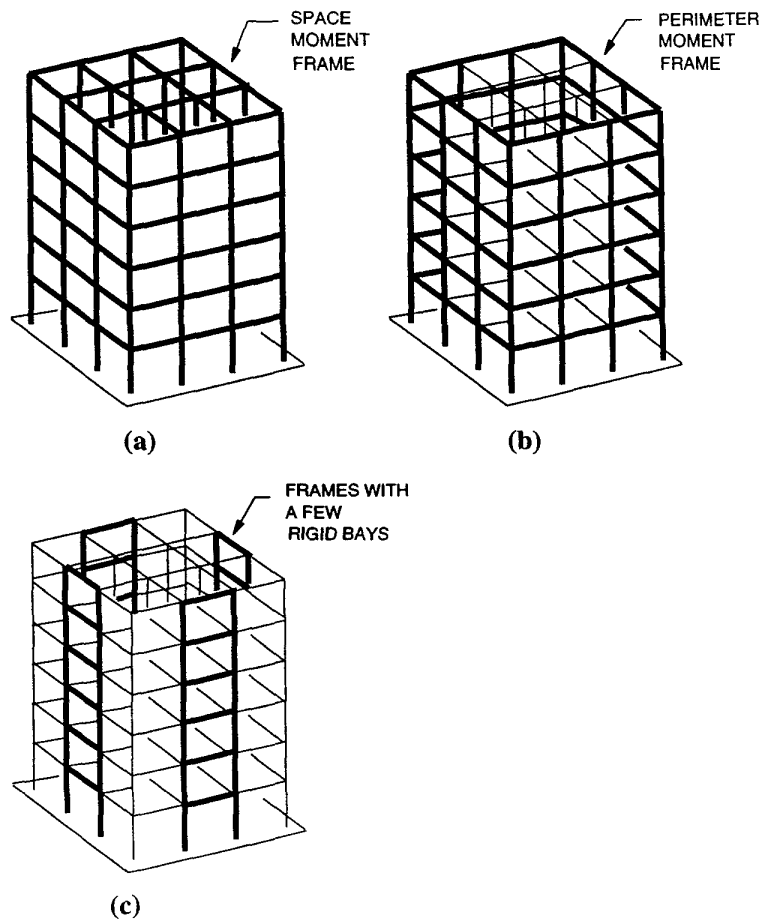 SPACE
MOMENT
FRAME
PERIMETER
MOMENT
FRAME
(a)
(b)
FRAMES WITH
A FEW
RIGID BAYS
(c)